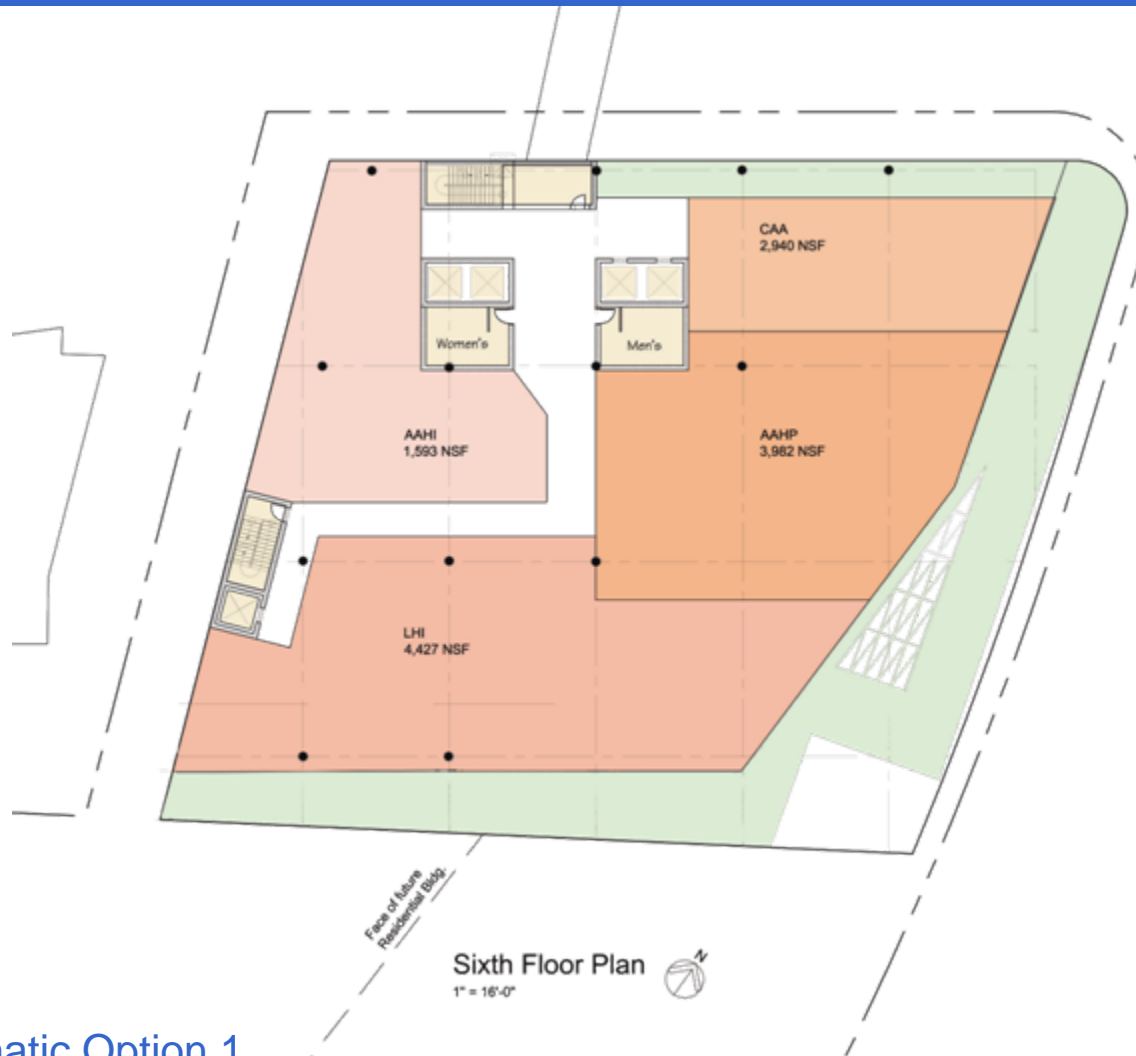 CAA
2,940 NSF
Women's
Men's
AAHI
1,593 NSF
AAHP
3,982 NSF
LHI
4,427 NSF
Face of future
Residential Bldg.
Sixth Floor Plan
N
1" = 16'-0"
Option 1